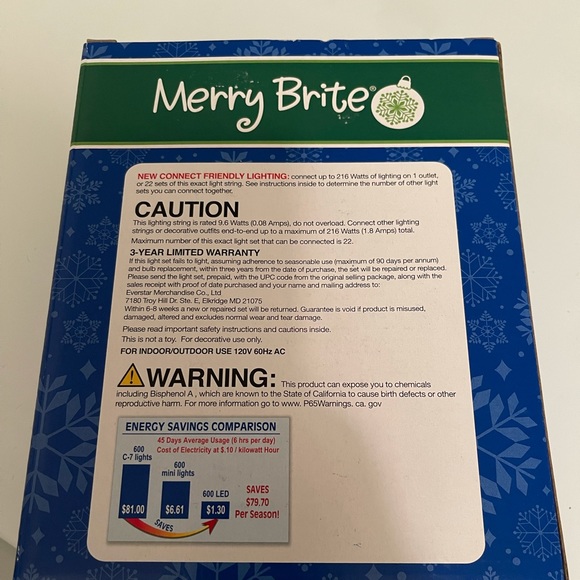 Merry Brite®
NEW CONNECT FRIENDLY LIGHTING: connect up to 216 Watts of lighting on 1 outlet,
or 22 sets of this exact light string. See instructions inside to determine the number of other light
sets you can connect together.
CAUTION
This lighting string is rated 9.6 Watts (0.08 Amps), do not overload. Connect other lighting
strings or decorative outfits end-to-end up to a maximum of 216 Watts (1.8 Amps) total.
Maximum number of this exact light set that can be connected is 22.
3-YEAR LIMITED WARRANTY
If this light set fails to light, assuming adherence to seasonable use (maximum of 90 days per annum)
and bulb replacement, within three years from the date of purchase, the set will be repaired or replaced.
Please send the light set, prepaid, with the UPC code from the original selling package, along with the
sales receipt with proof of dated purchased and your name and mailing address to:
Everstar Merchandise Co., Ltd
7180 Troy Hill Dr. Ste. E, Elkridge MD 21075
Within 6-8 weeks a new or repaired set will be returned. Guarantee is void if product is misused,
damaged, altered and excludes normal wear and tear damage.
Please read important safety instructions and cautions inside.
This is not a toy. For decorative use only.
FOR INDOOR/OUTDOOR USE 120V 60Hz AC
WARNING: This product can expose you to chemicals
including Bisphenol A , which are known to the State of California to cause birth defects or other
reproductive harm. For more information go to www. P65Warnings. ca. gov
ENERGY SAVINGS COMPARISON
45 Days Average Usage (6 hrs per day)
Cost of Electricity at $.10 / kilowatt Hour
600
C-7 lights
$81.00
600
mini lights
$6.61
600 LED
$1.30
SAVES
SAVES
$79.70
Per Season!